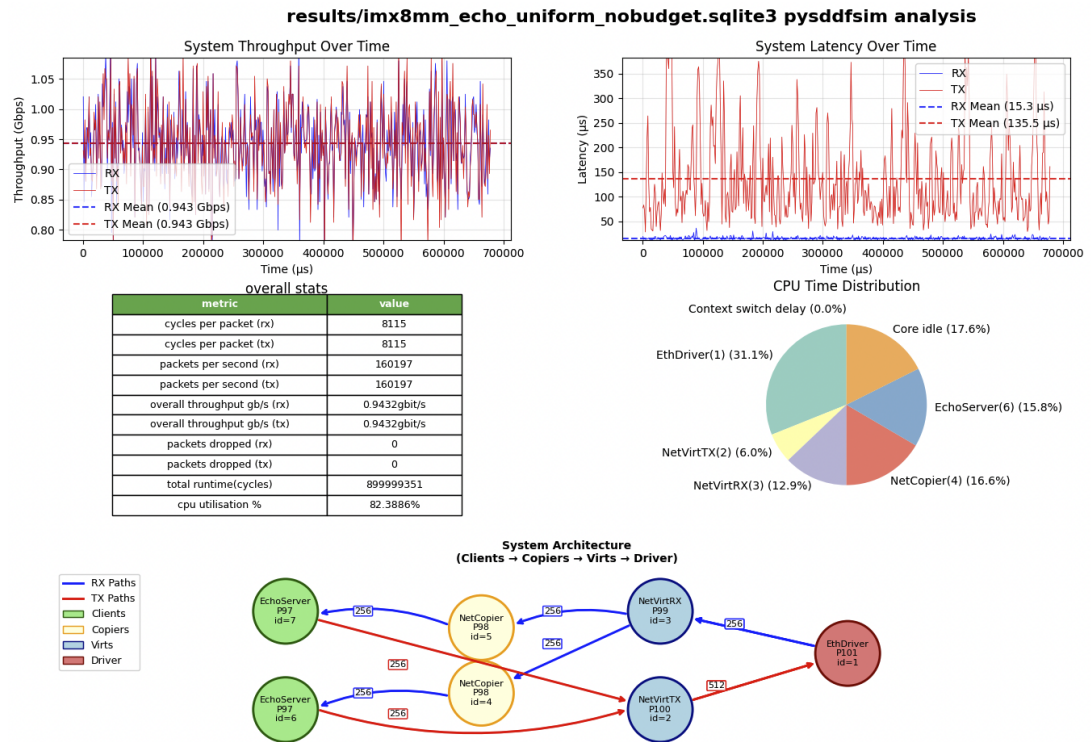 results/imx8mm_echo_uniform_nobudget.sqlite3 pysddfsim analysis
System Throughput Over Time
Throughput (Gbps)
1.05
1.00
0.95
0.90
0.85
0.80
RX
TX
RX Mean (0.943 Gbps)
TX Mean (0.943 Gbps)
0 100000 200000 300000 400000 500000 600000 700000
Time (µs)
System Latency Over Time
Latency (µs)
350
300
250
200
150
100
50
RX
TX
RX Mean (15.3 µs)
TX Mean (135.5 µs)
0 100000 200000 300000 400000 500000 600000 700000
Time (µs)
overall stats
metric value
cycles per packet (rx) 8115
cycles per packet (tx) 8115
packets per second (rx) 160197
packets per second (tx) 160197
overall throughput gb/s (rx) 0.9432gbit/s
overall throughput gb/s (tx) 0.9432gbit/s
packets dropped (rx) 0
packets dropped (tx) 0
total runtime(cycles) 899999351
cpu utilisation % 82.3886%
CPU Time Distribution
Context switch delay (0.0%)
Core idle (17.6%)
EthDriver(1) (31.1%)
EchoServer(6) (15.8%)
NetVirtTX(2) (6.0%)
NetVirtRX(3) (12.9%)
NetCopier(4) (16.6%)
System Architecture
(Clients → Copiers → Virts → Driver)
RX Paths
TX Paths
Clients
Copiers
Virts
Driver
EchoServer
P97
id=7
256
NetCopier
P98
id=5
256
NetVirtRX
P99
id=3
256
256
EthDriver
P101
id=1
256
EchoServer
P97
id=6
256
256
NetCopier
P98
id=4
NetVirtTX
P100
id=2
512